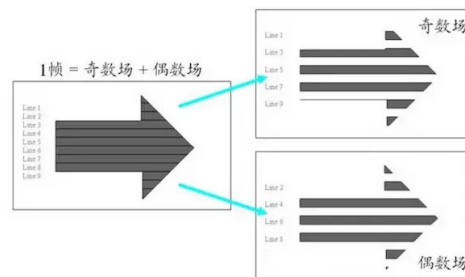 1帧 = 奇数场 + 偶数场
Line 1
Line 2
Line 3
Line 4
Line 5
Line 6
Line 7
Line 8
Line 9
奇数场
Line 1
Line 3
Line 5
Line 7
Line 9
Line 2
Line 4
Line 6
Line 8
偶数场